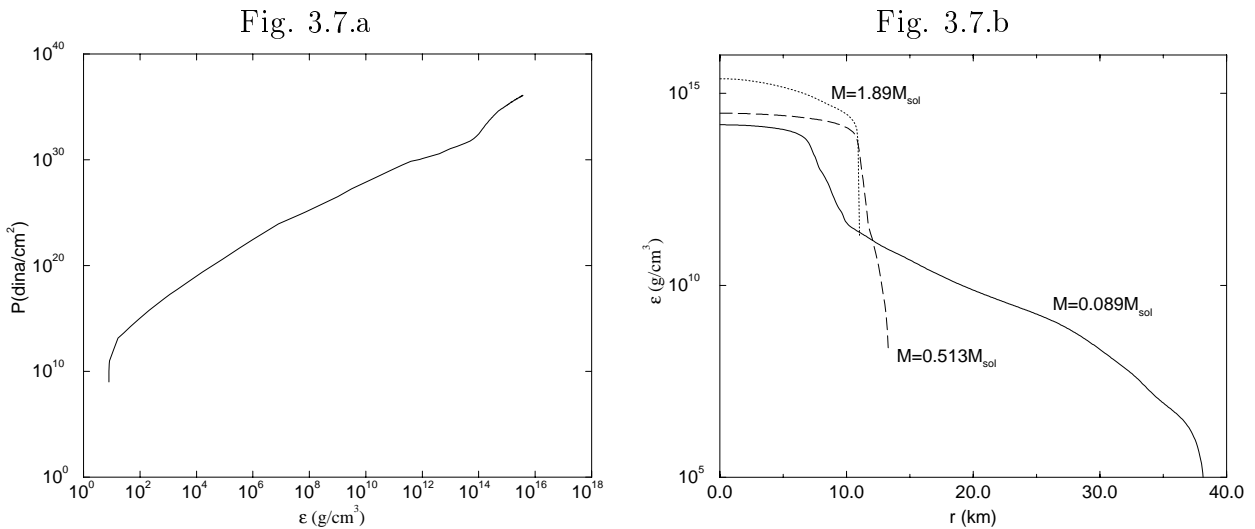 Fig. 3.7.a
10^40
10^30
10^20
10^10
10^0
P(dina/cm^2)
10^0 10^2 10^4 10^6 10^8 10^10 10^12 10^14 10^16 10^18
ε (g/cm^3)
Fig. 3.7.b
10^15
10^10
10^5
ε (g/cm^3)
M=1.89M_sol
M=0.089M_sol
M=0.513M_sol
0.0 10.0 20.0 30.0 40.0
r (km)